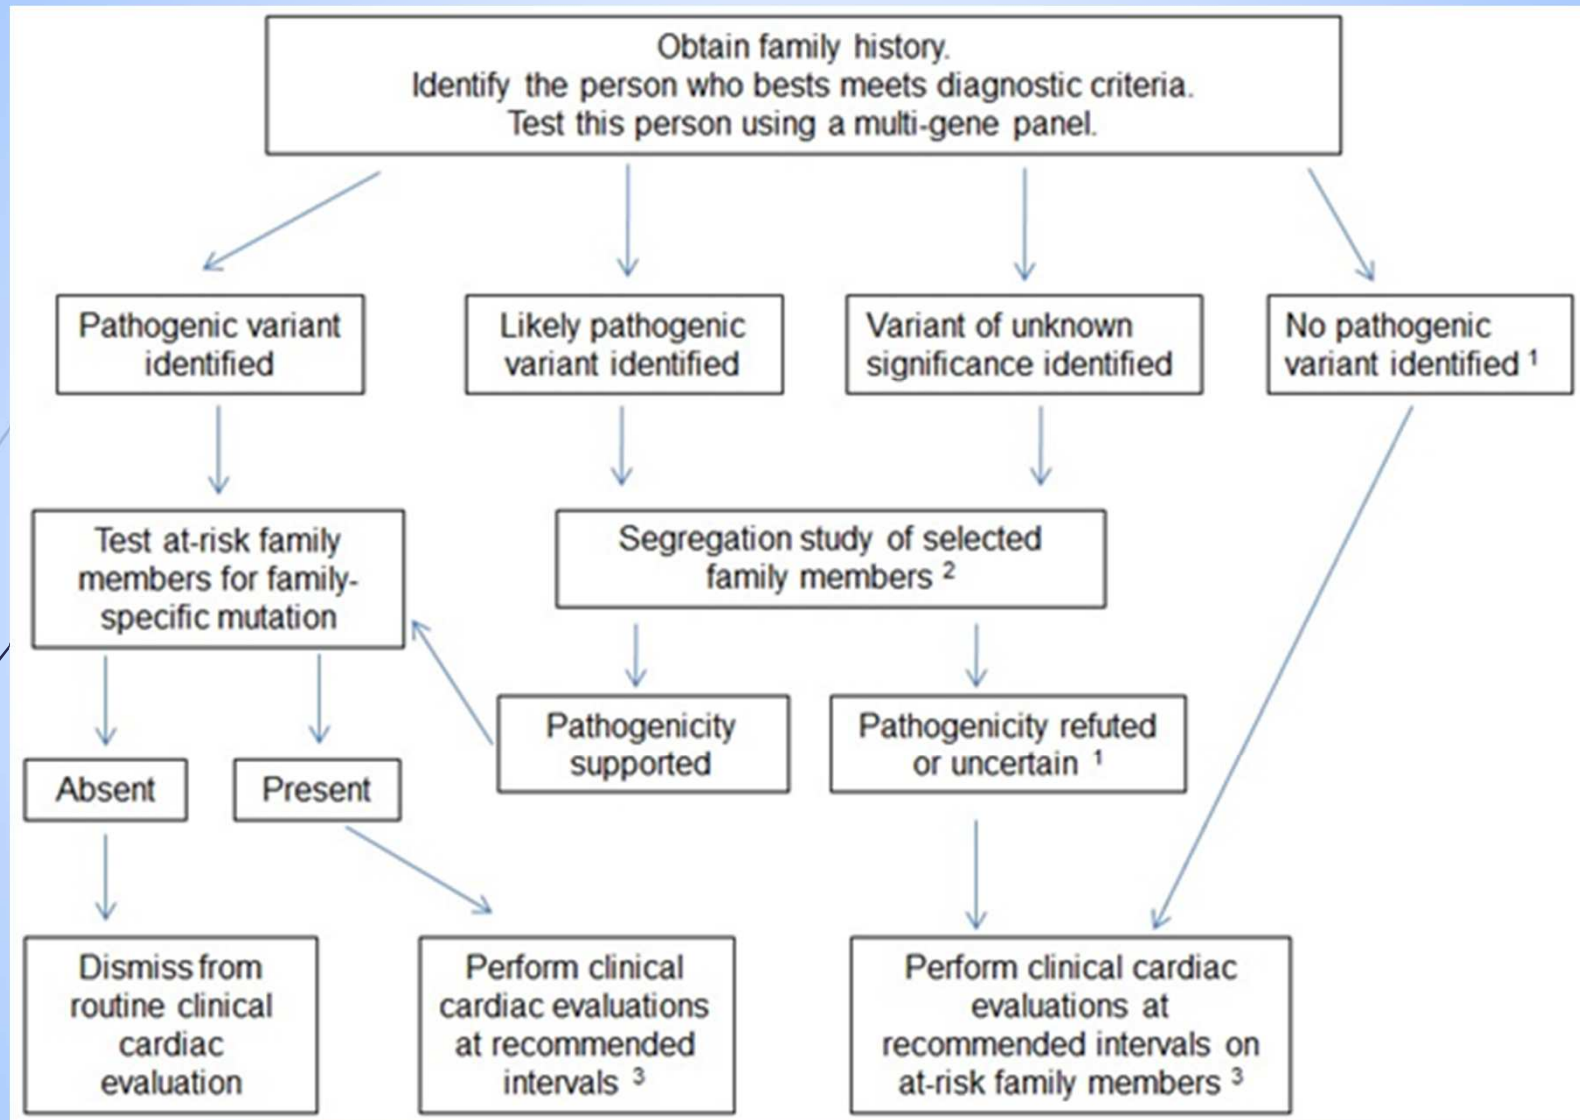 Obtain family history.
Identify the person who bests meets diagnostic criteria.
Test this person using a multi-gene panel.
Pathogenic variant
identified
Likely pathogenic
variant identified
Variant of unknown
significance identified
No pathogenic
variant identified 1
Test at-risk family
members for family-
specific mutation
Segregation study of selected
family members 2
Pathogenicity
supported
Pathogenicity refuted
or uncertain 1
Absent
Present
Dismiss from
routine clinical
cardiac
evaluation
Perform clinical
cardiac evaluations
at recommended
intervals 3
Perform clinical cardiac
evaluations at
recommended intervals on
at-risk family members 3